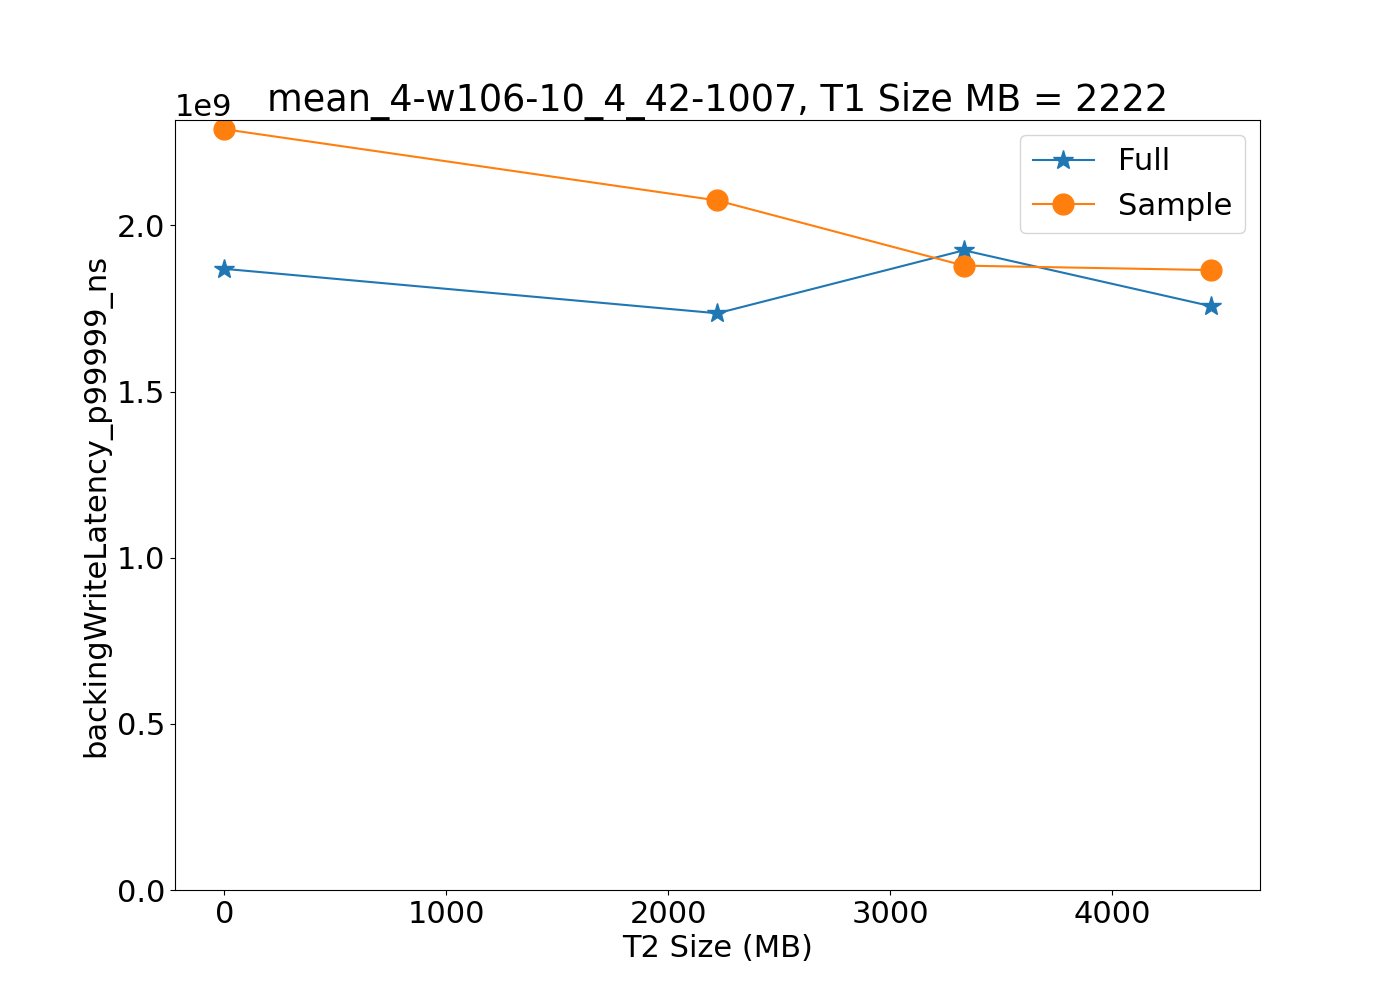 mean_4-w106-10_4_42-1007, T1 Size MB = 2222
1e9
Full
Sample
2.0
1.5
1.0
0.5
0.0
backingWriteLatency_p99999_ns
0 1000 2000 3000 4000
T2 Size (MB)